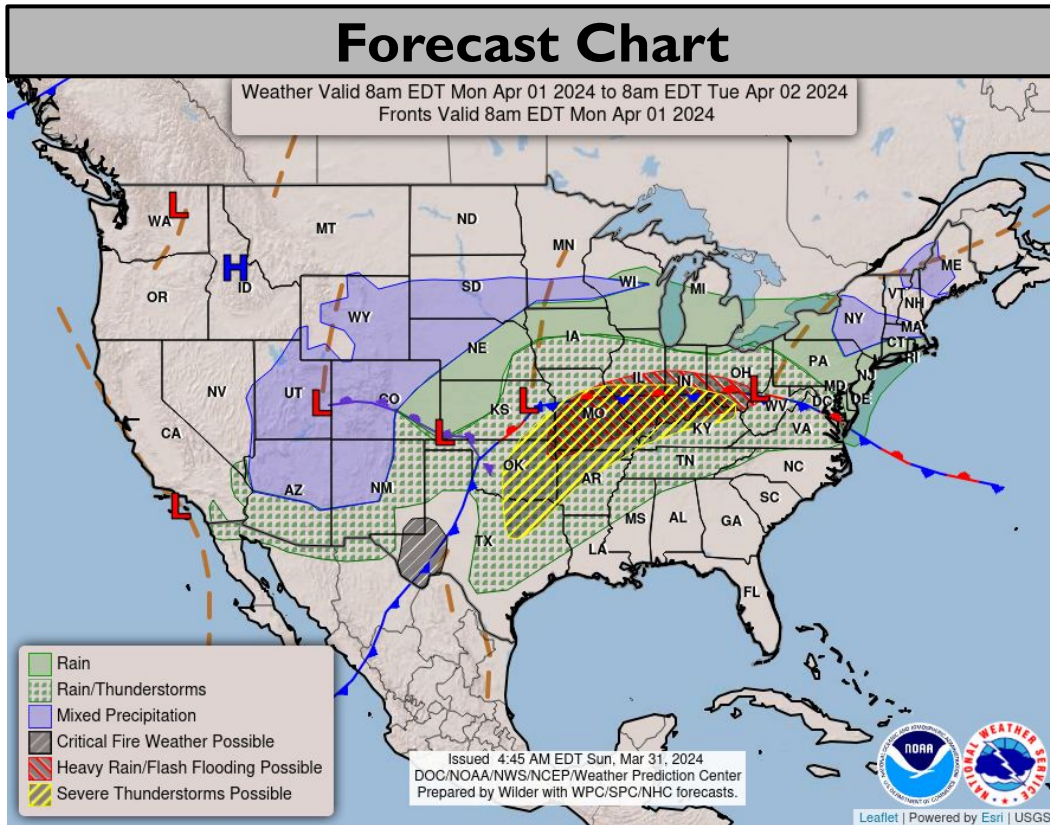 Forecast Chart
Weather Valid 8am EDT Mon Apr 01 2024 to 8am EDT Tue Apr 02 2024
Fronts Valid 8am EDT Mon Apr 01 2024
L
WA
MT
ND
MN
ME
H
ID
OR
SD
WI
MI
VT
NH
WY
NY
MA
CT
RI
IA
NE
PA
NV
UT
L
CO
IL
IN
OH
L
NJ
MD
DE
DC
L
KS
L
MO
WV
VA
CA
L
KY
OK
TN
NC
AZ
NM
AR
SC
L
TX
MS
AL
GA
LA
FL
Rain
Rain/Thunderstorms
Mixed Precipitation
Critical Fire Weather Possible
Heavy Rain/Flash Flooding Possible
Severe Thunderstorms Possible
Issued 4:45 AM EDT Sun, Mar 31, 2024
DOC/NOAA/NWS/NCEP/Weather Prediction Center
Prepared by Wilder with WPC/SPC/NHC forecasts.
NOAA
NATIONAL WEATHER SERVICE
Leaflet | Powered by Esri | USGS